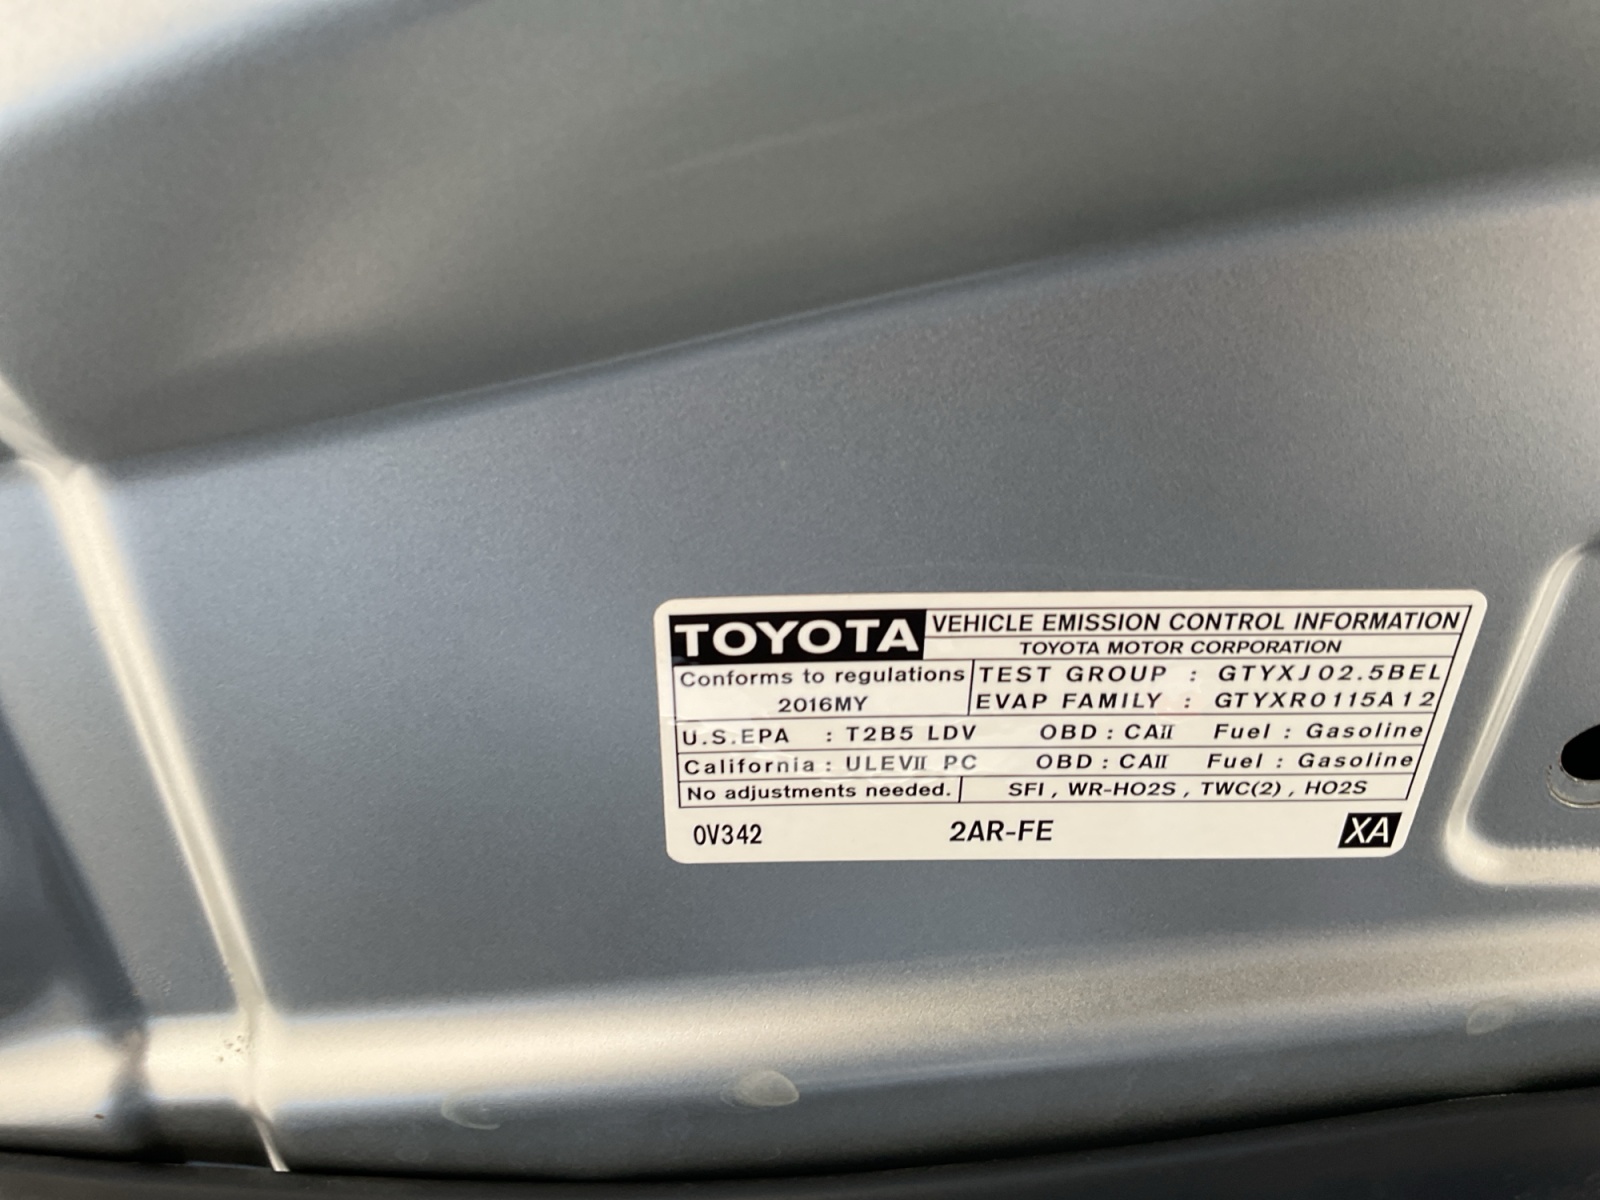 TOYOTA VEHICLE EMISSION CONTROL INFORMATION
TOYOTA MOTOR CORPORATION
Conforms to regulations TEST GROUP : GTYXJ02.5BEL
2016MY EVAP FAMILY : GTYXR0115A12
U.S.EPA : T2B5 LDV OBD : CAII Fuel : Gasoline
California : ULEVII PC OBD : CAII Fuel : Gasoline
No adjustments needed. SFI , WR-HO2S , TWC(2) , HO2S
0V342 2AR-FE XA